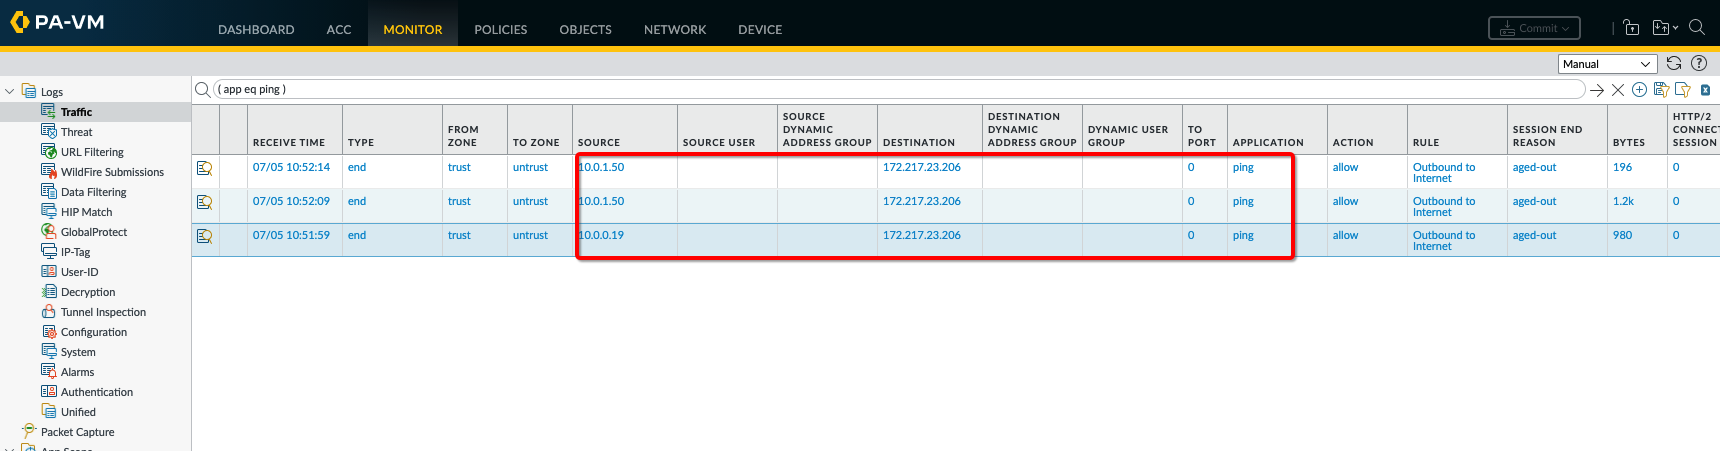 PA-VM
DASHBOARD ACC MONITOR POLICIES OBJECTS NETWORK DEVICE Commit
Manual
Logs
( app eq ping )
Traffic
Threat
URL Filtering
WildFire Submissions
Data Filtering
HIP Match
GlobalProtect
IP-Tag
User-ID
Decryption
Tunnel Inspection
Configuration
System
Alarms
Authentication
Unified
Packet Capture
App Scope
RECEIVE TIME TYPE FROM ZONE TO ZONE SOURCE SOURCE USER SOURCE DYNAMIC ADDRESS GROUP DESTINATION DESTINATION DYNAMIC ADDRESS GROUP DYNAMIC USER GROUP TO PORT APPLICATION ACTION RULE SESSION END REASON BYTES HTTP/2 CONNECT SESSION
07/05 10:52:14 end trust untrust 10.0.1.50 172.217.23.206 0 ping allow Outbound to Internet aged-out 196 0
07/05 10:52:09 end trust untrust 10.0.1.50 172.217.23.206 0 ping allow Outbound to Internet aged-out 1.2k 0
07/05 10:51:59 end trust untrust 10.0.0.19 172.217.23.206 0 ping allow Outbound to Internet aged-out 980 0